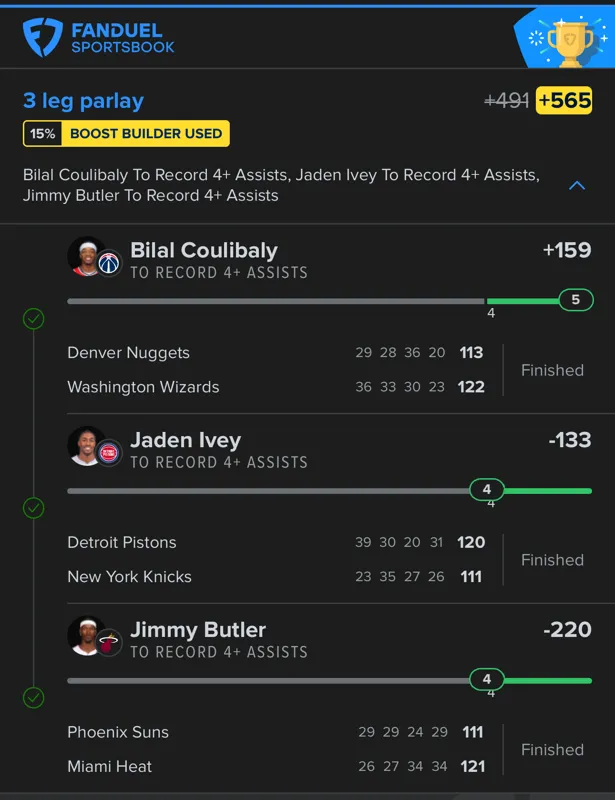 FANDUEL
SPORTSBOOK
3 leg parlay +491 +565
15% BOOST BUILDER USED
Bilal Coulibaly To Record 4+ Assists, Jaden Ivey To Record 4+ Assists,
Jimmy Butler To Record 4+ Assists
Bilal Coulibaly +159
TO RECORD 4+ ASSISTS
5
4
Denver Nuggets 29 28 36 20 113
Finished
Washington Wizards 36 33 30 23 122
Jaden Ivey -133
TO RECORD 4+ ASSISTS
4
4
Detroit Pistons 39 30 20 31 120
Finished
New York Knicks 23 35 27 26 111
Jimmy Butler -220
TO RECORD 4+ ASSISTS
4
4
Phoenix Suns 29 29 24 29 111
Finished
Miami Heat 26 27 34 34 121